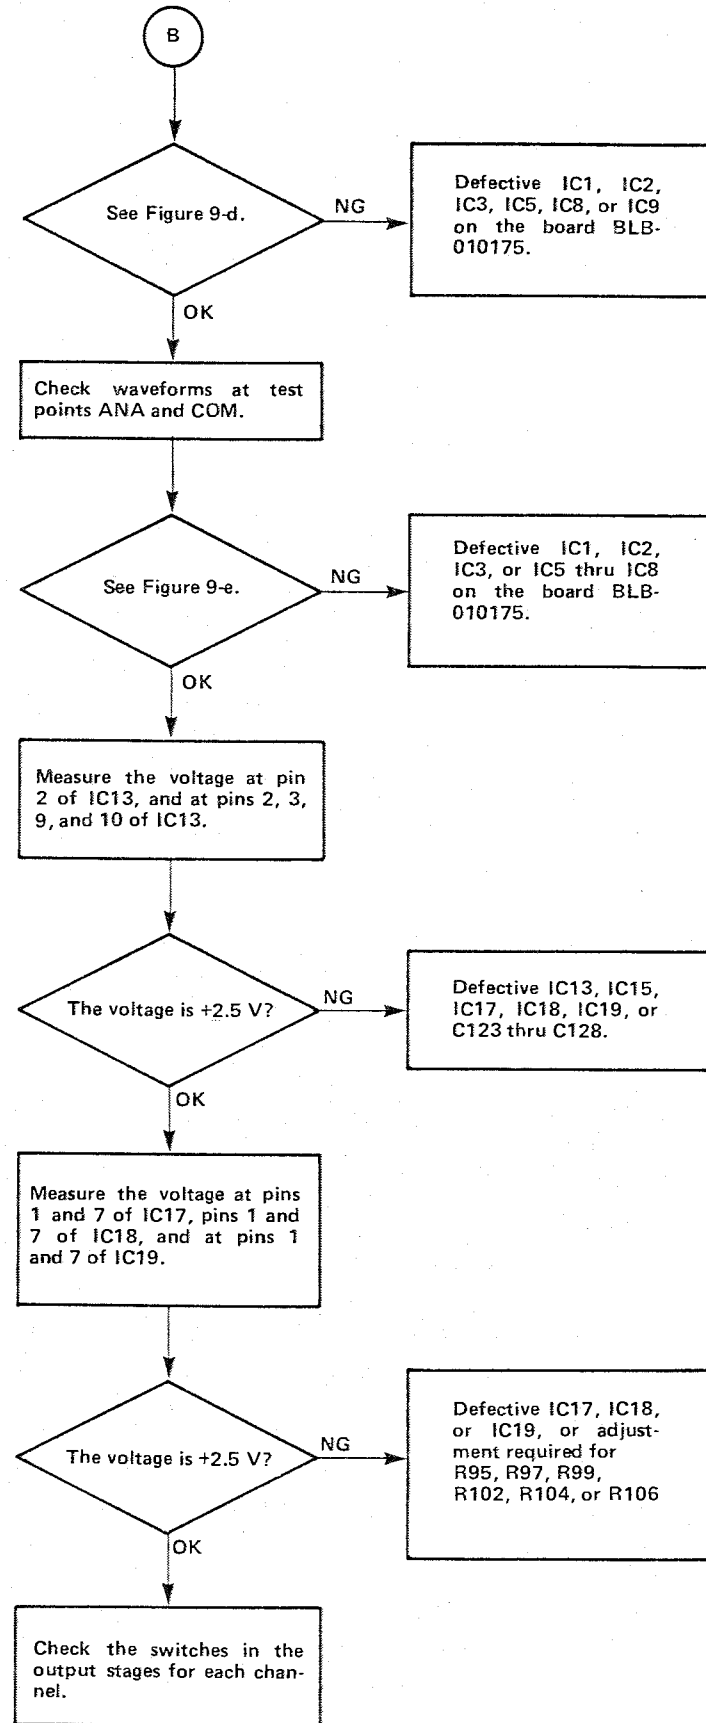 B
See Figure 9-d.
NG
Defective IC1, IC2,
IC3, IC5, IC8, or IC9
on the board BLB-
010175.
OK
Check waveforms at test
points ANA and COM.
See Figure 9-e.
NG
Defective IC1, IC2,
IC3, or IC5 thru IC8
on the board BLB-
010175.
OK
Measure the voltage at pin
2 of IC13, and at pins 2, 3,
9, and 10 of IC13.
The voltage is +2.5 V?
NG
Defective IC13, IC15,
IC17, IC18, IC19, or
C123 thru C128.
OK
Measure the voltage at pins
1 and 7 of IC17, pins 1 and
7 of IC18, and at pins 1
and 7 of IC19.
The voltage is +2.5 V?
NG
Defective IC17, IC18,
or IC19, or adjust-
ment required for
R95, R97, R99,
R102, R104, or R106
OK
Check the switches in the
output stages for each chan-
nel.